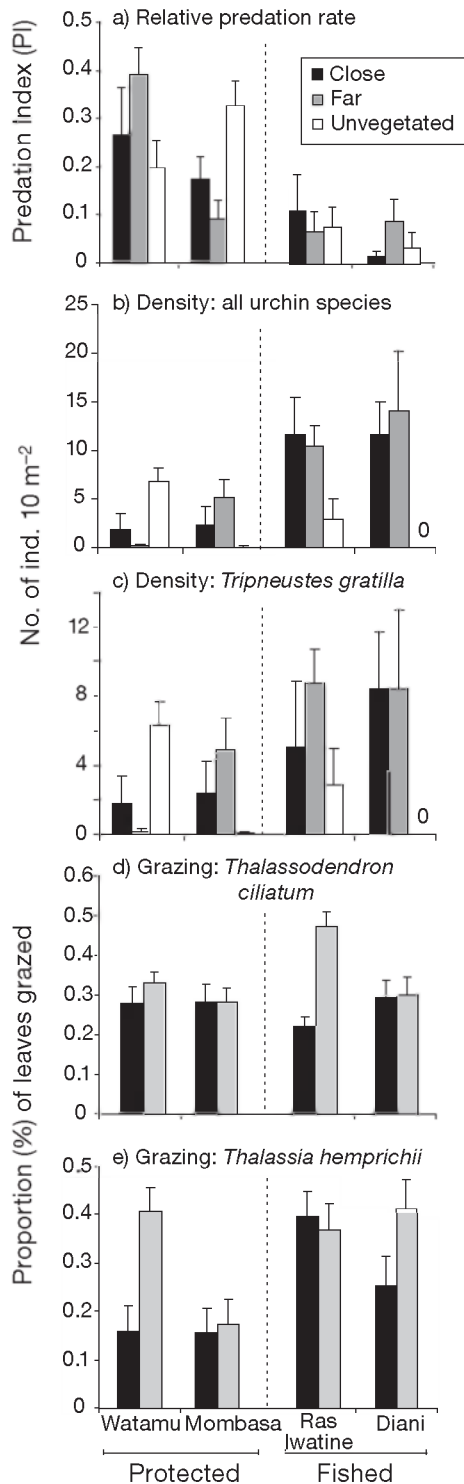 a) Relative predation rate
Predation Index (PI)
0.5
0.4
0.3
0.2
0.1
0
Close
Far
Unvegetated
b) Density: all urchin species
No. of ind. 10 m⁻²
25
20
15
10
5
0
0
c) Density: Tripneustes gratilla
12
8
4
0
0
d) Grazing: Thalassodendron
ciliatum
Proportion (%) of leaves grazed
0.6
0.5
0.4
0.3
0.2
0.1
0
e) Grazing: Thalassia hemprichii
0.5
0.4
0.3
0.2
0.1
0
Watamu Mombasa Ras Diani
Iwatine
Protected Fished